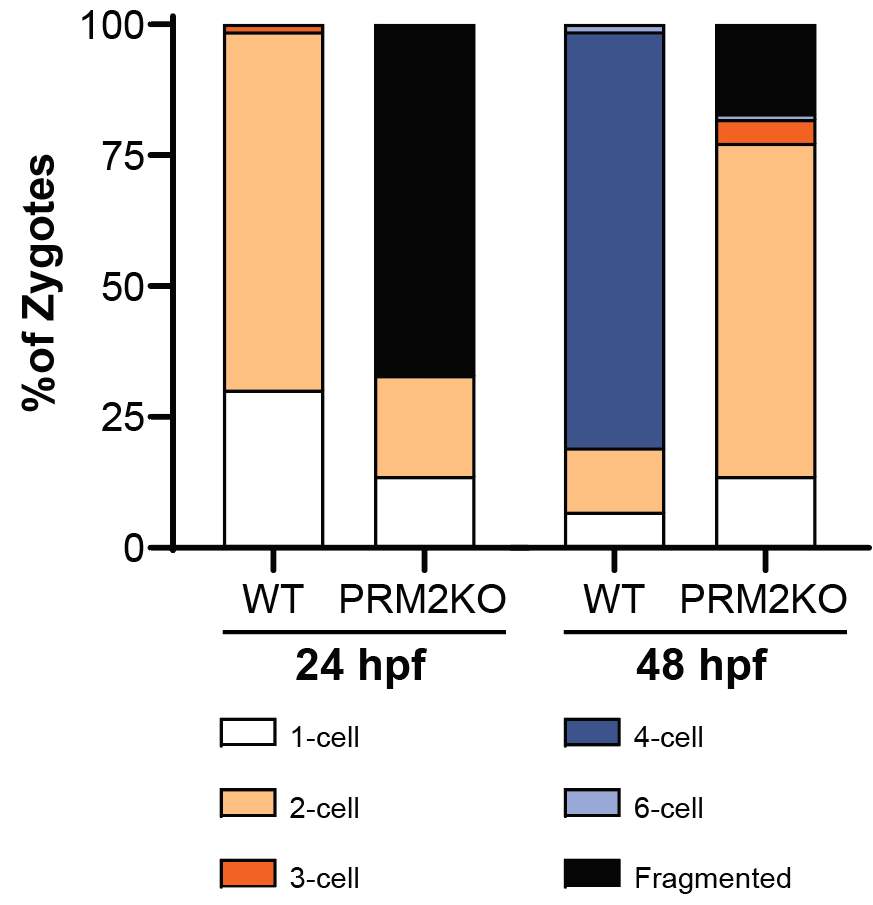 %of Zygotes
100
75
50
25
0
WT PRM2KO WT PRM2KO
24 hpf 48 hpf
1-cell 4-cell
2-cell 6-cell
3-cell Fragmented